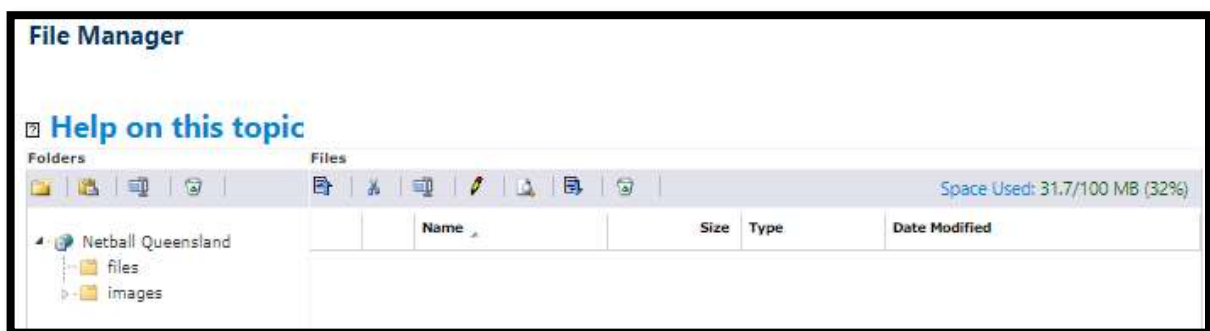 File Manager
Help on this topic
Folders Files
Space Used: 31.7/100 MB (32%)
Name Size Type Date Modified
Netball Queensland
files
images